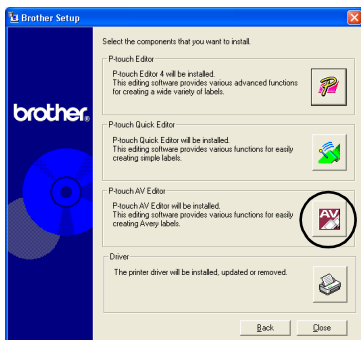 Brother Setup
Select the components that you want to install.
P-touch Editor
P-touch Editor 4 will be installed.
This editing software provides various advanced functions
for creating a wide variety of labels.
brother.
P-touch Quick Editor
P-touch Quick Editor will be installed.
This editing software provides various functions for easily
creating simple labels.
P-touch AV Editor
P-touch AV Editor will be installed.
This editing software provides various functions for easily
creating Avery labels.
AV
Driver
The printer driver will be installed, updated or removed.
Back
Close